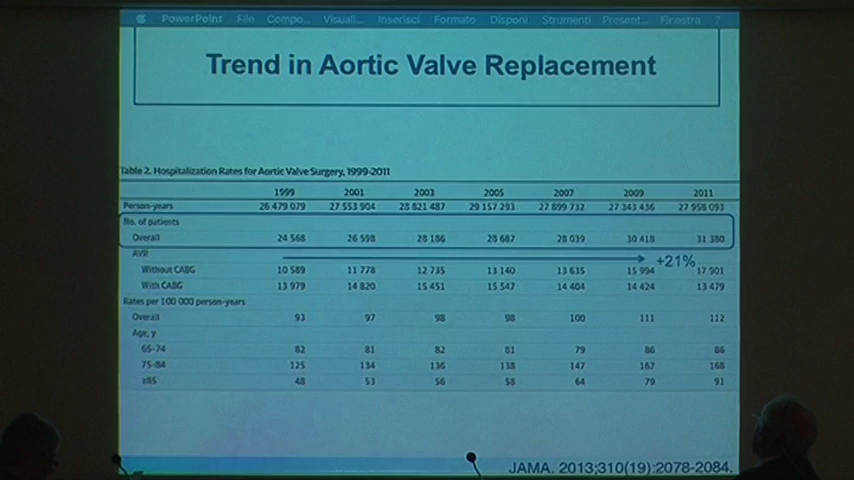 PowerPoint File Compo... Visuali... Inserisci Formato Disponi Strumenti Present... Finestra ?
Trend in Aortic Valve Replacement
Table 2. Hospitalization Rates for Aortic Valve Surgery, 1999-2011
1999 2001 2003 2005 2007 2009 2011
Person-years 26 479 079 27 553 904 28 821 487 29 157 293 27 899 732 27 343 436 27 958 093
No. of patients
Overall 24 568 26 598 28 186 28 687 28 039 30 418 31 380
AVR
+21%
Without CABG 10 589 11 778 12 735 13 140 13 635 15 994 17 901
With CABG 13 979 14 820 15 451 15 547 14 404 14 424 13 479
Rates per 100 000 person-years
Overall 93 97 98 98 100 111 112
Age, y
65-74 82 81 82 81 79 86 86
75-84 125 134 136 138 147 167 168
≥85 48 53 56 58 64 79 91
JAMA. 2013;310(19):2078-2084.